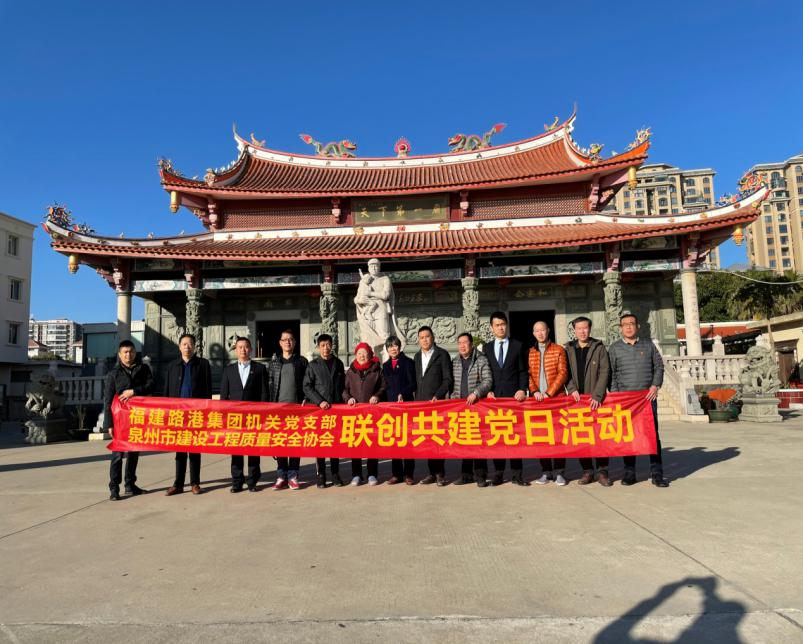 天下第一
福建路港集团机关党支部
泉州市建设工程质量安全协会
联创共建党日活动